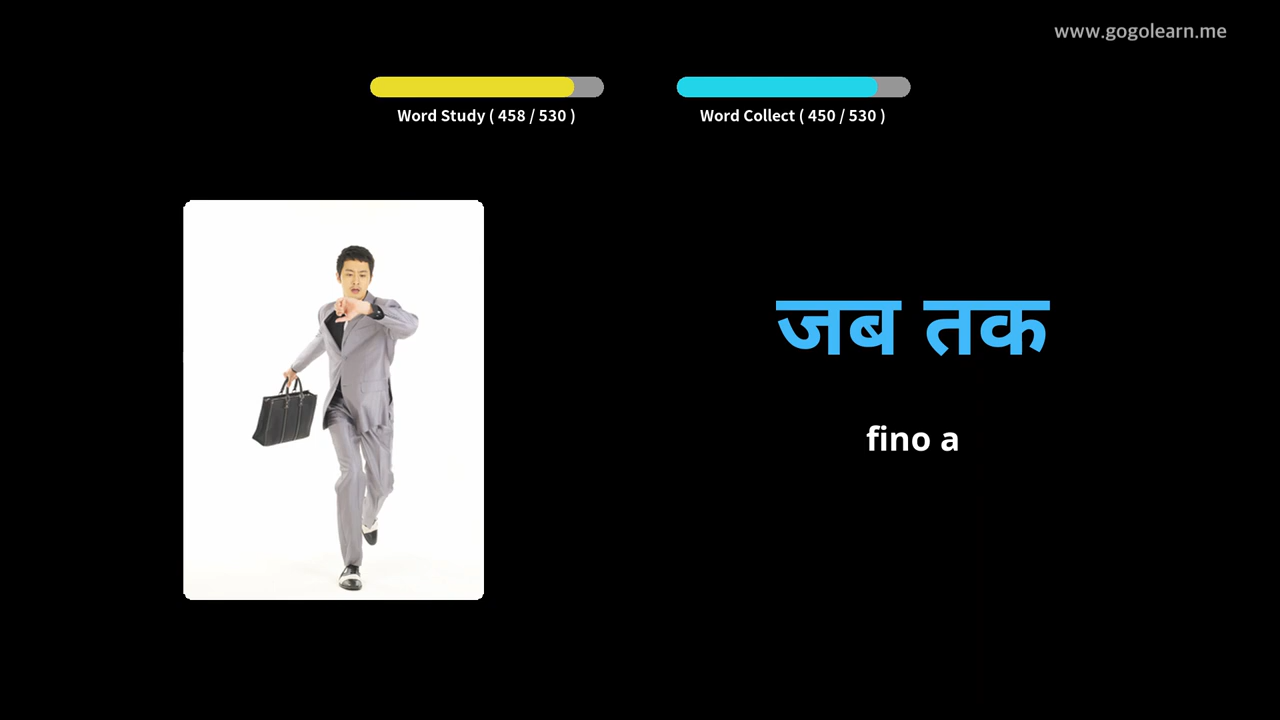 www.gogolearn.me
Word Study ( 458 / 530 )
Word Collect ( 450 / 530 )
जब तक
fino a